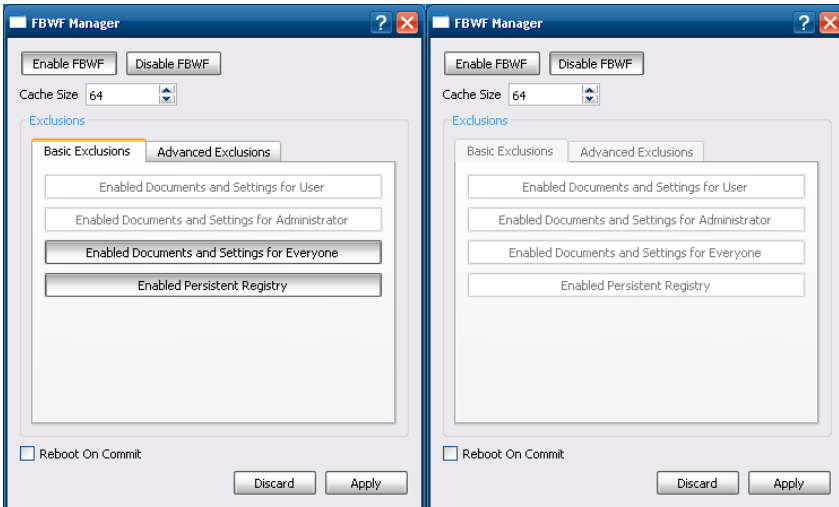 FBWF Manager
Enable FBWF Disable FBWF
Cache Size 64
Exclusions
Basic Exclusions Advanced Exclusions
Enabled Documents and Settings for User
Enabled Documents and Settings for Administrator
Enabled Documents and Settings for Everyone
Enabled Persistent Registry
Reboot On Commit
Discard Apply
FBWF Manager
Enable FBWF Disable FBWF
Cache Size 64
Exclusions
Basic Exclusions Advanced Exclusions
Enabled Documents and Settings for User
Enabled Documents and Settings for Administrator
Enabled Documents and Settings for Everyone
Enabled Persistent Registry
Reboot On Commit
Discard Apply